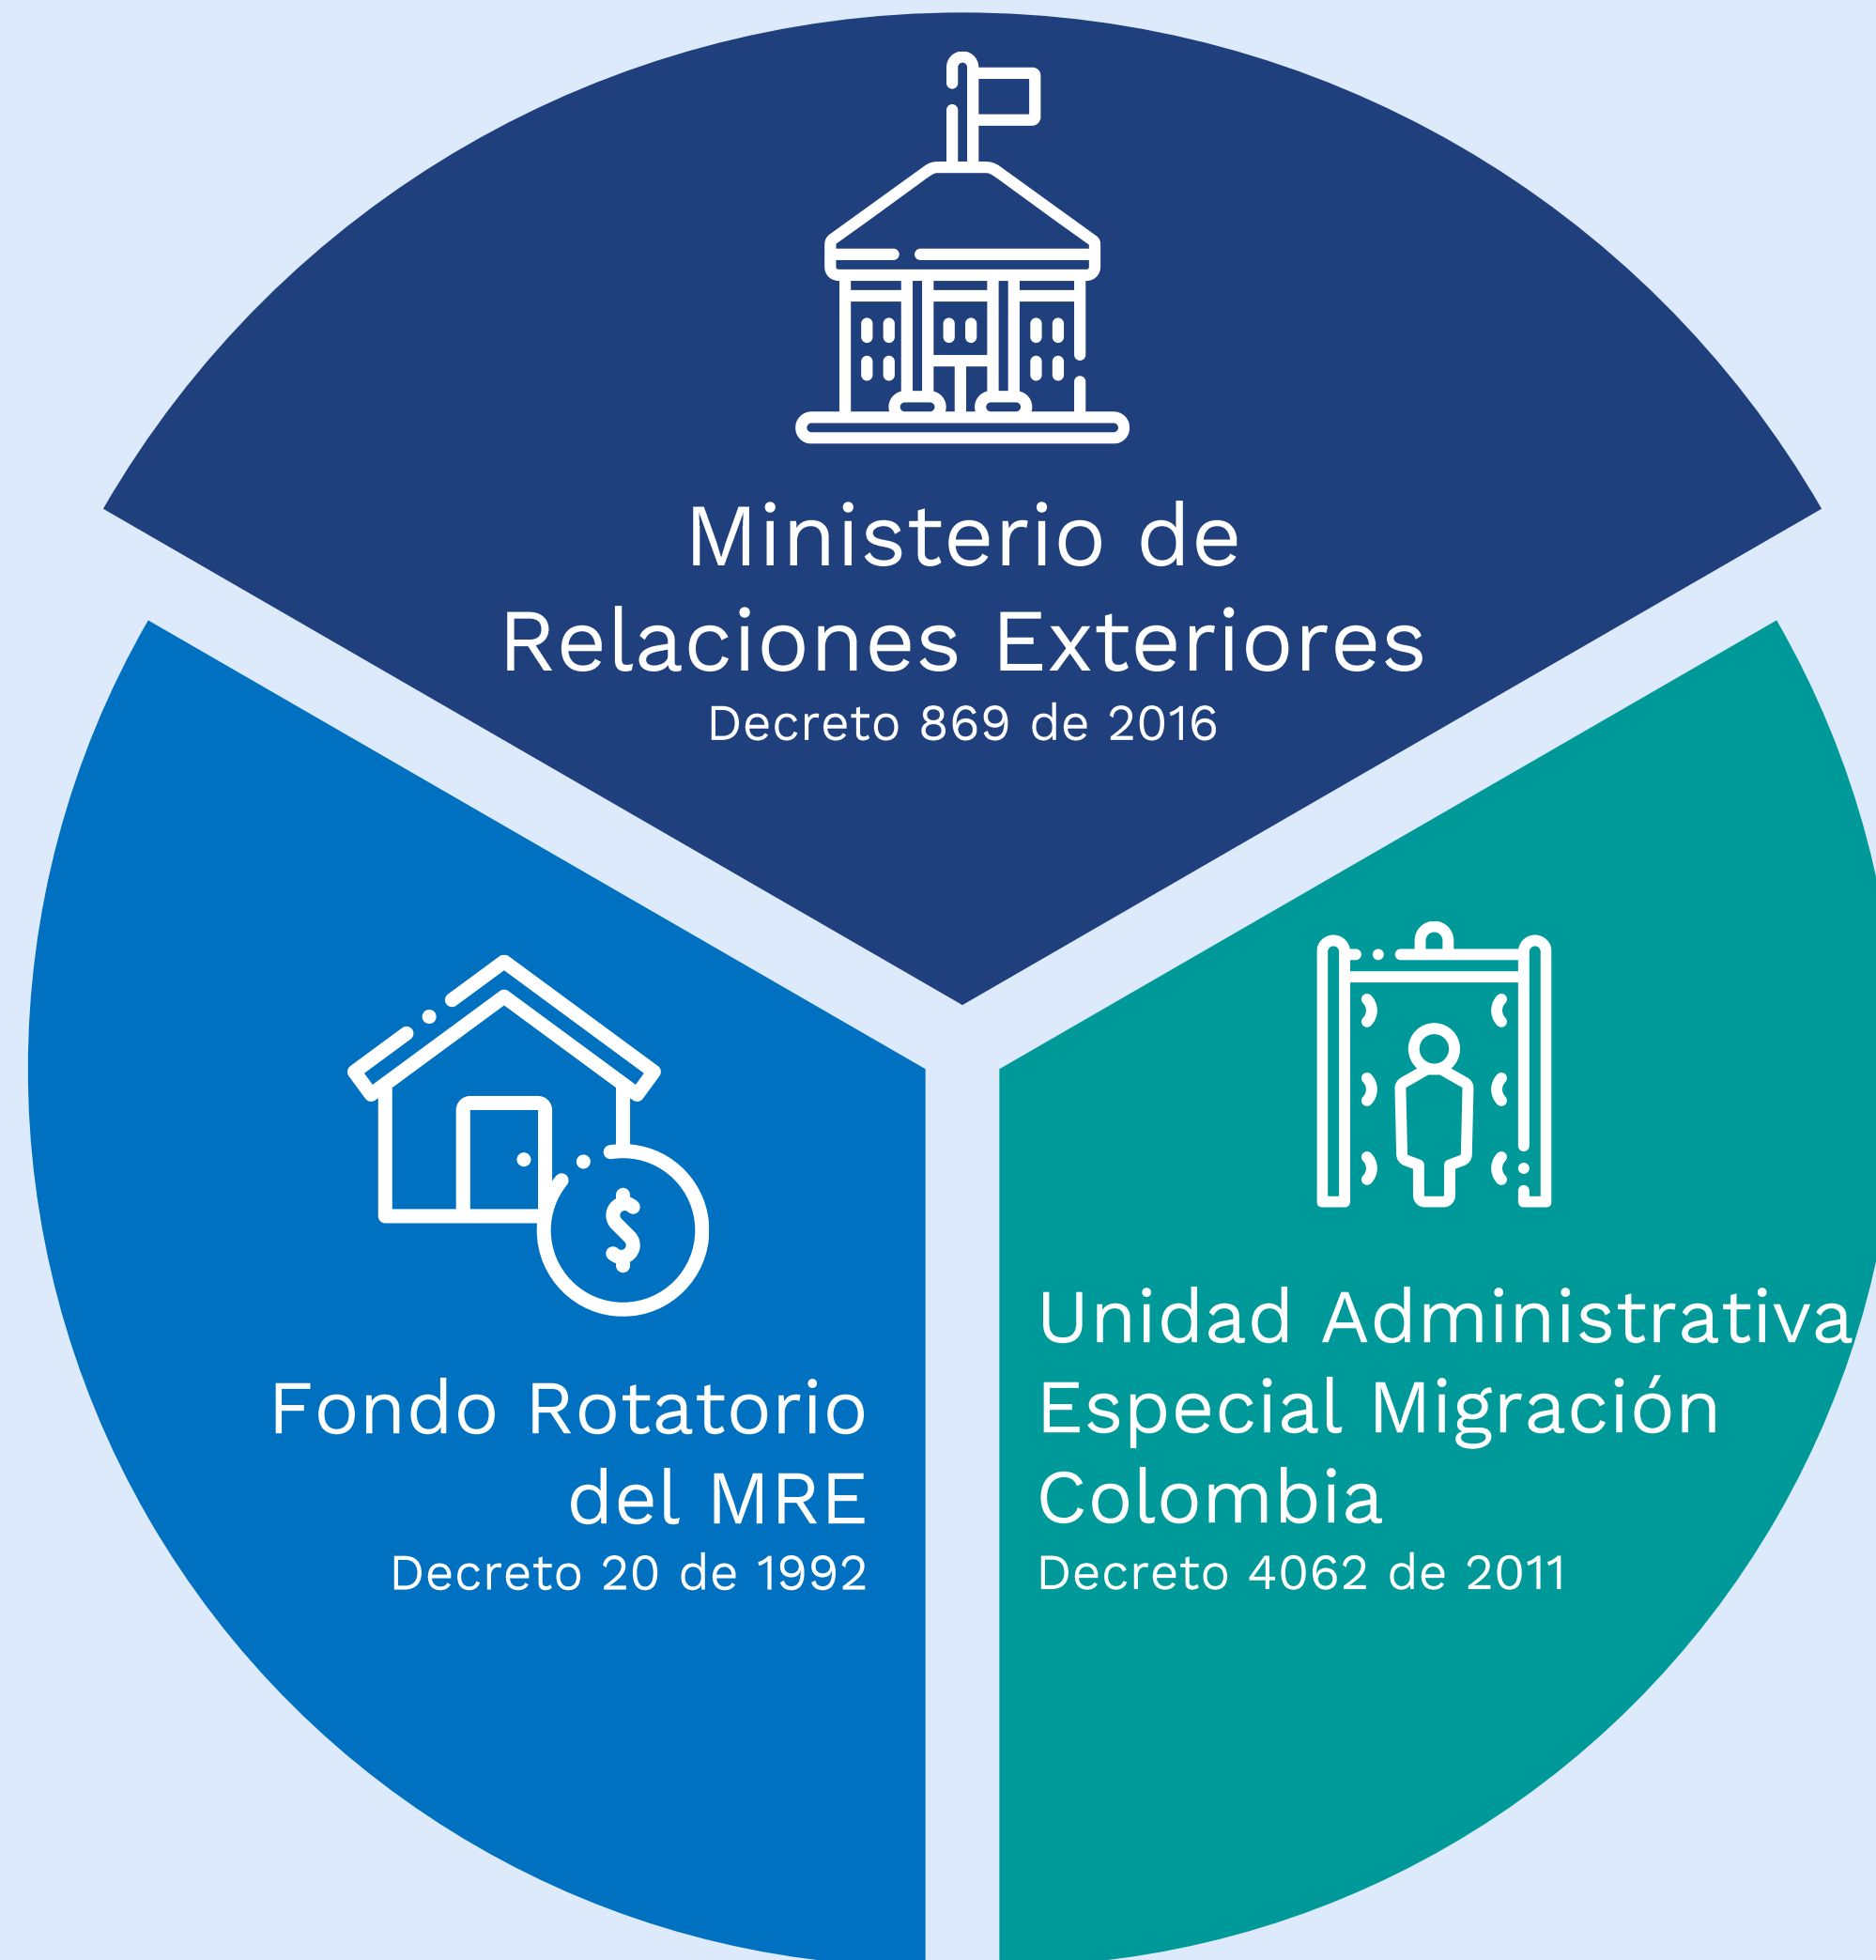 Ministerio de
Relaciones Exteriores
Decreto 869 de 2016
$
Fondo Rotatorio
del MRE
Decreto 20 de 1992
Unidad Administrativa
Especial Migración
Colombia
Decreto 4062 de 2011